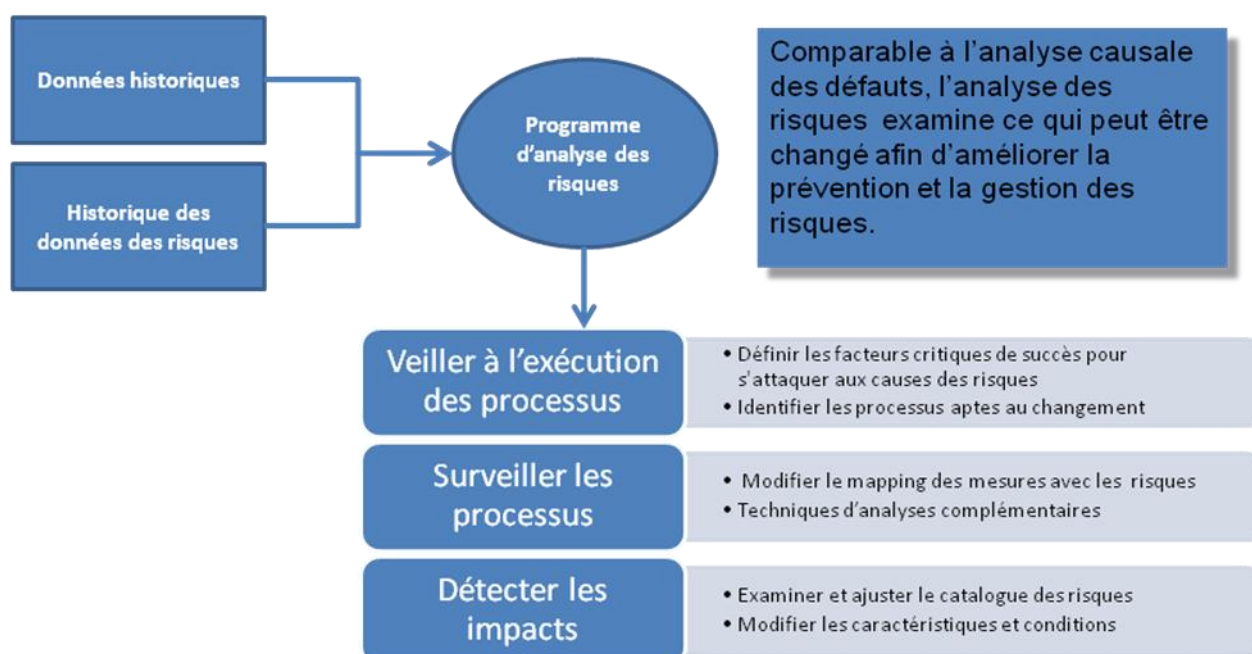 Données historiques
Historique des
données des risques
Programme
d'analyse des
risques
Comparable à l'analyse causale
des défauts, l'analyse des
risques examine ce qui peut être
changé afin d'améliorer la
prévention et la gestion des
risques.
Veiller à l'exécution
des processus
• Définir les facteurs critiques de succès pour
s'attaquer aux causes des risques
• Identifier les processus aptes au changement
Surveiller les
processus
• Modifier le mapping des mesures avec les risques
• Techniques d'analyses complémentaires
Détecter les
impacts
• Examiner et ajuster le catalogue des risques
• Modifier les caractéristiques et conditions